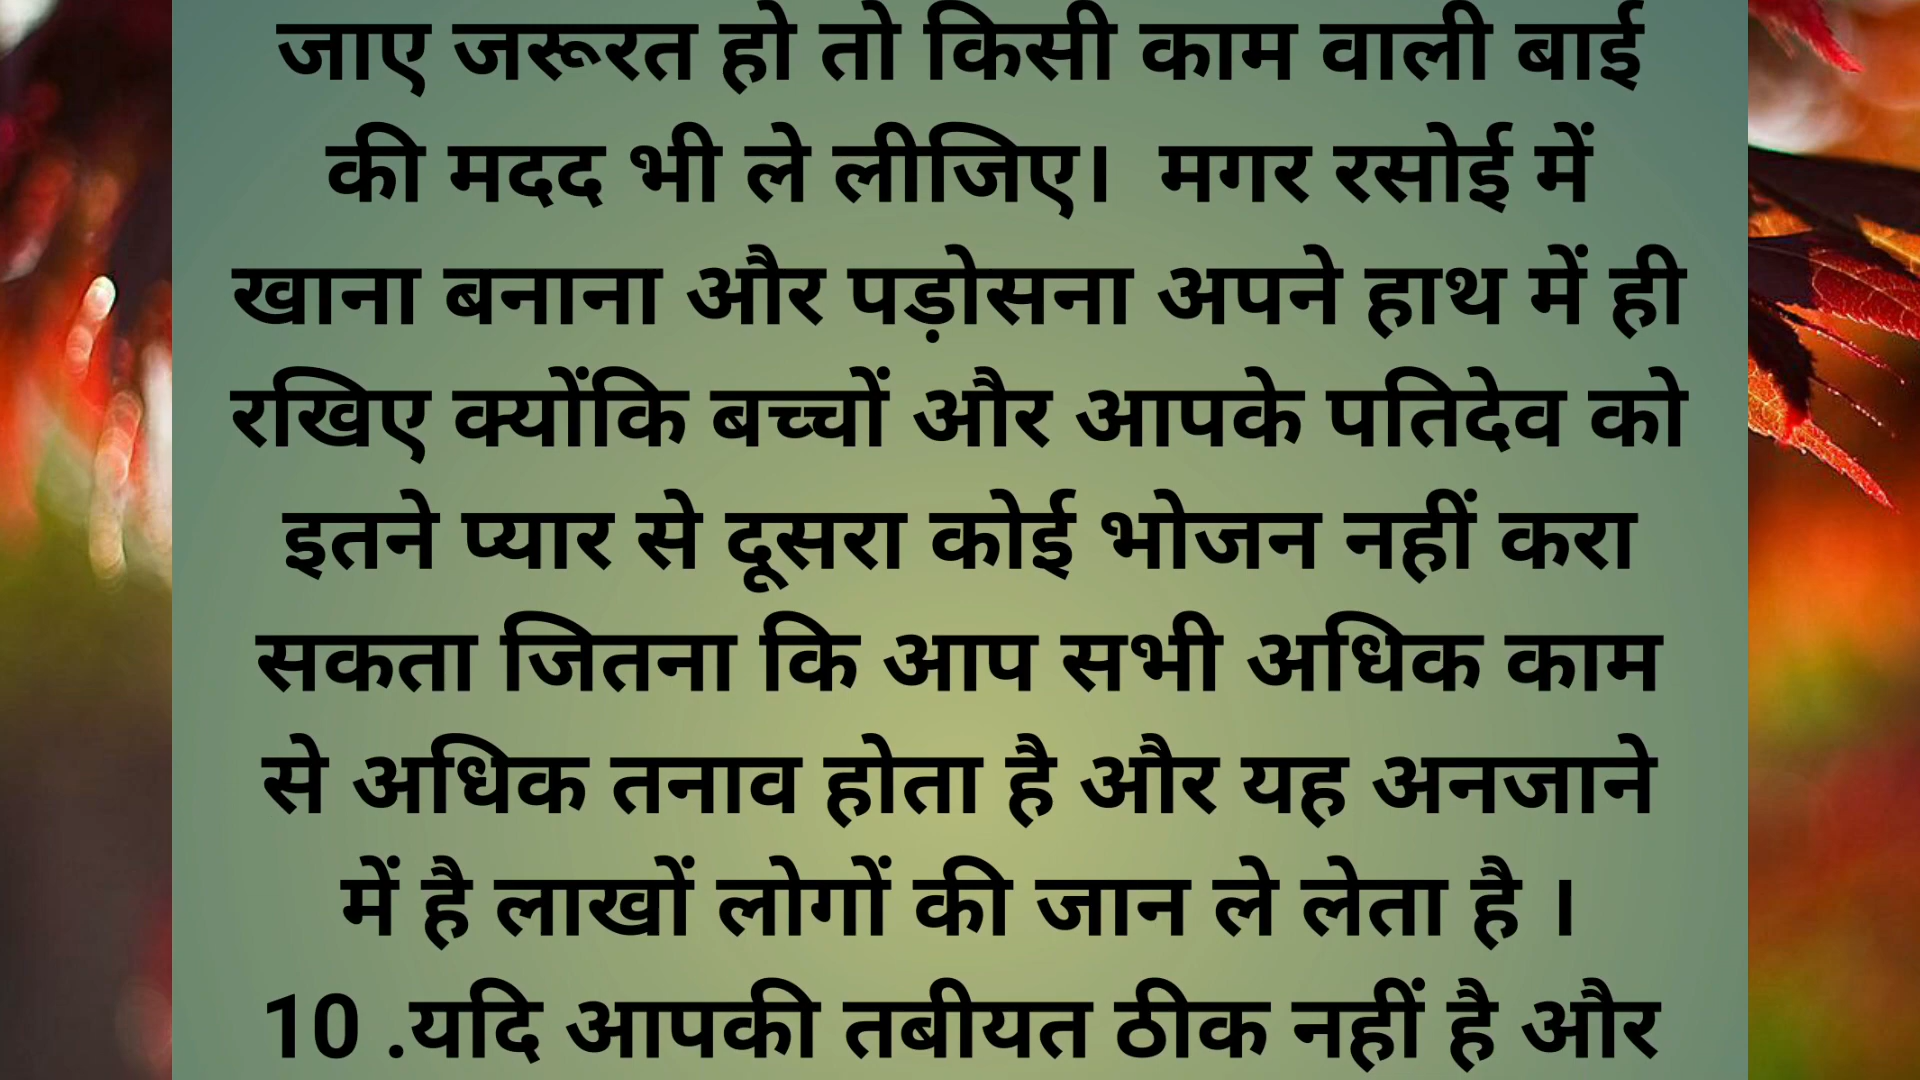 जाए जरूरत हो तो किसी काम वाली बाई
की मदद भी ले लीजिए।  मगर रसोई में
खाना बनाना और पड़ोसना अपने हाथ में ही
रखिए क्योंकि बच्चों और आपके पतिदेव को
इतने प्यार से दूसरा कोई भोजन नहीं करा
सकता जितना कि आप सभी अधिक काम
से अधिक तनाव होता है और यह अनजाने
में है लाखों लोगों की जान ले लेता है ।
10 .यदि आपकी तबीयत ठीक नहीं है और